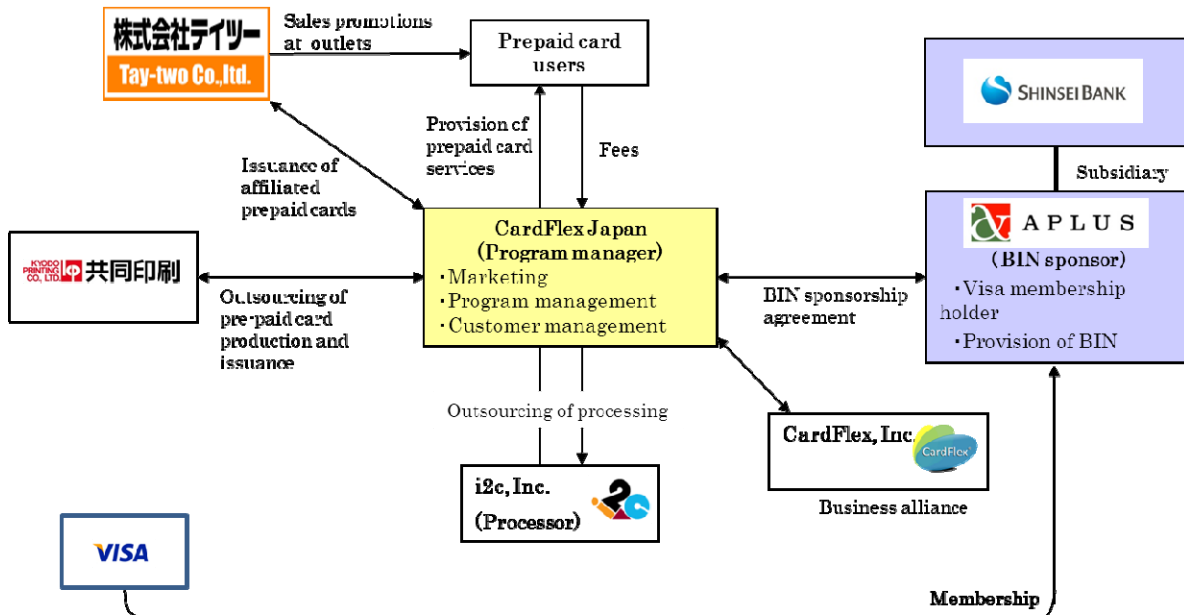 株式会社テイツー
Tay-two Co.,ltd.
Sales promotions
at outlets
Prepaid card
users
SHINSEI BANK
Provision of
prepaid card
services
Fees
Issuance of
affiliated
prepaid cards
Subsidiary
KYODO
PRINTING
CO., LTD.
共同印刷
CardFlex Japan
(Program manager)
・Marketing
・Program management
・Customer management
APLUS
(BIN sponsor)
・Visa membership
holder
・Provision of BIN
BIN sponsorship
agreement
Outsourcing of
pre-paid card
production and
issuance
Outsourcing of processing
CardFlex, Inc.
CardFlex
Business alliance
i2c, Inc.
(Processor)
i2c
VISA
Membership